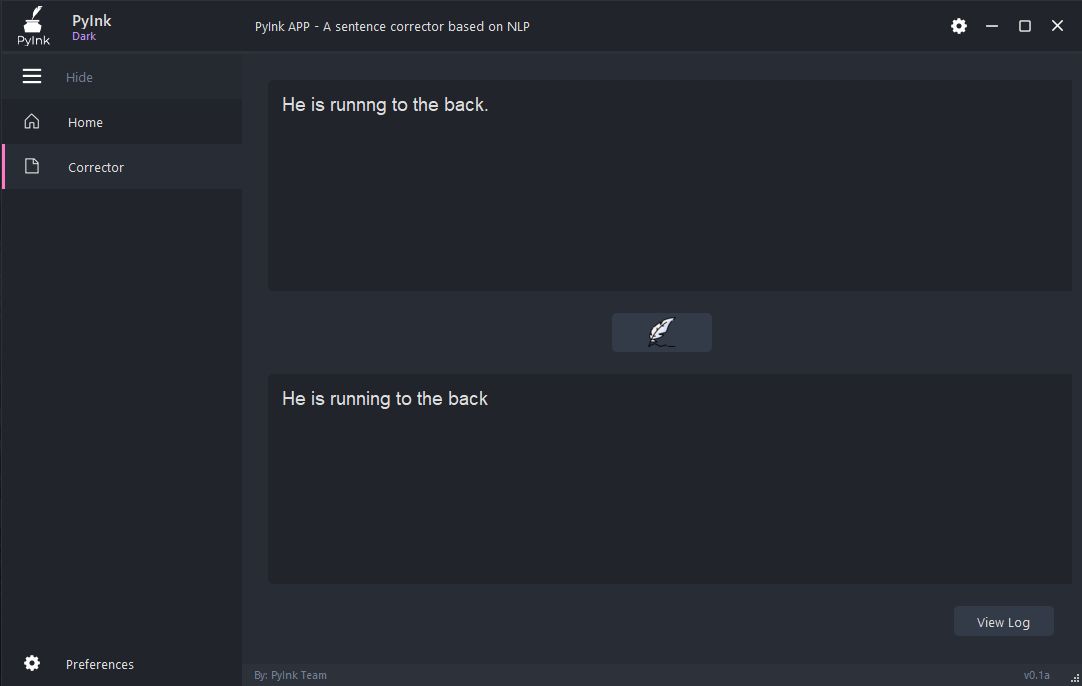 PyInk
PyInk
Dark
PyInk APP - A sentence corrector based on NLP
Hide
Home
Corrector
He is runnng to the back.
He is running to the back
View Log
Preferences
By: PyInk Team
v0.1a